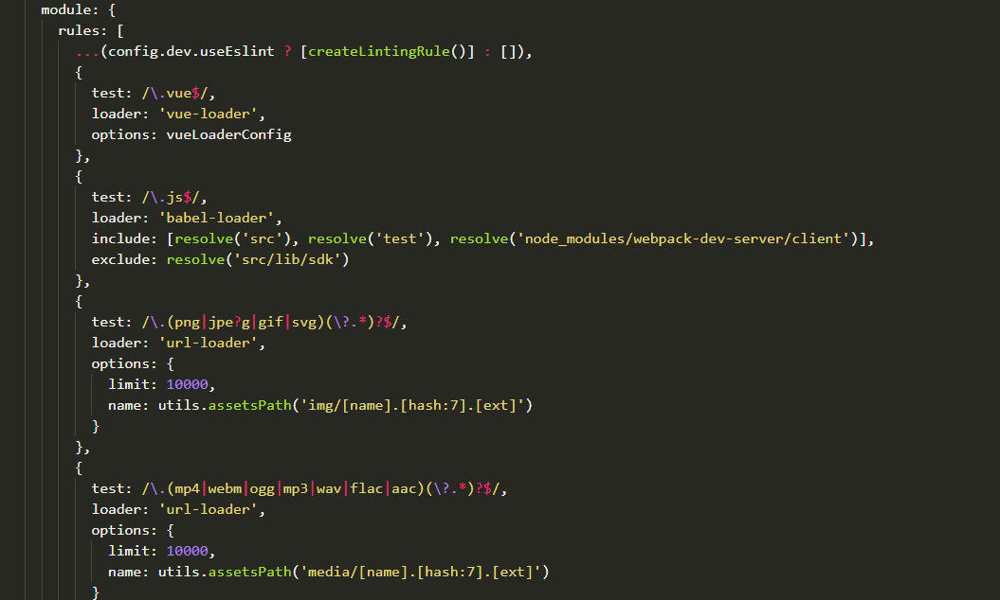 module: {
rules: [
...(config.dev.useEslint ? [createLintingRule()] : []),
{
test: /\.vue$/,
loader: 'vue-loader',
options: vueLoaderConfig
},
{
test: /\.js$/,
loader: 'babel-loader',
include: [resolve('src'), resolve('test'), resolve('node_modules/webpack-dev-server/client')],
exclude: resolve('src/lib/sdk')
},
{
test: /\.(png|jpe?g|gif|svg)(\?.*)?$/,
loader: 'url-loader',
options: {
limit: 10000,
name: utils.assetsPath('img/[name].[hash:7].[ext]')
}
},
{
test: /\.(mp4|webm|ogg|mp3|wav|flac|aac)(\?.*)?$/,
loader: 'url-loader',
options: {
limit: 10000,
name: utils.assetsPath('media/[name].[hash:7].[ext]')
}